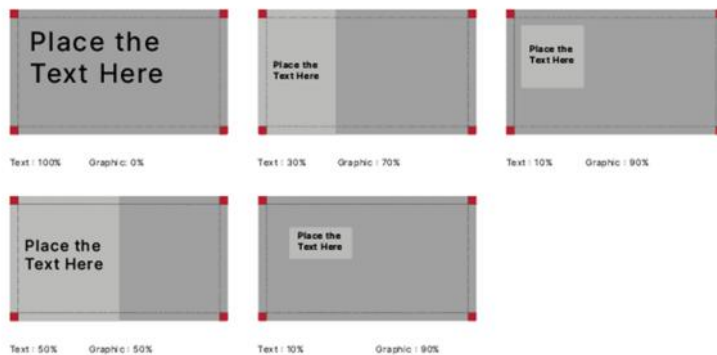 Place the
Text Here
Text : 100% Graphic: 0%
Place the
Text Here
Text : 30% Graphic : 70%
Place the
Text Here
Text : 10% Graphic : 90%
Place the
Text Here
Text : 50% Graphic : 50%
Place the
Text Here
Text : 10% Graphic : 90%